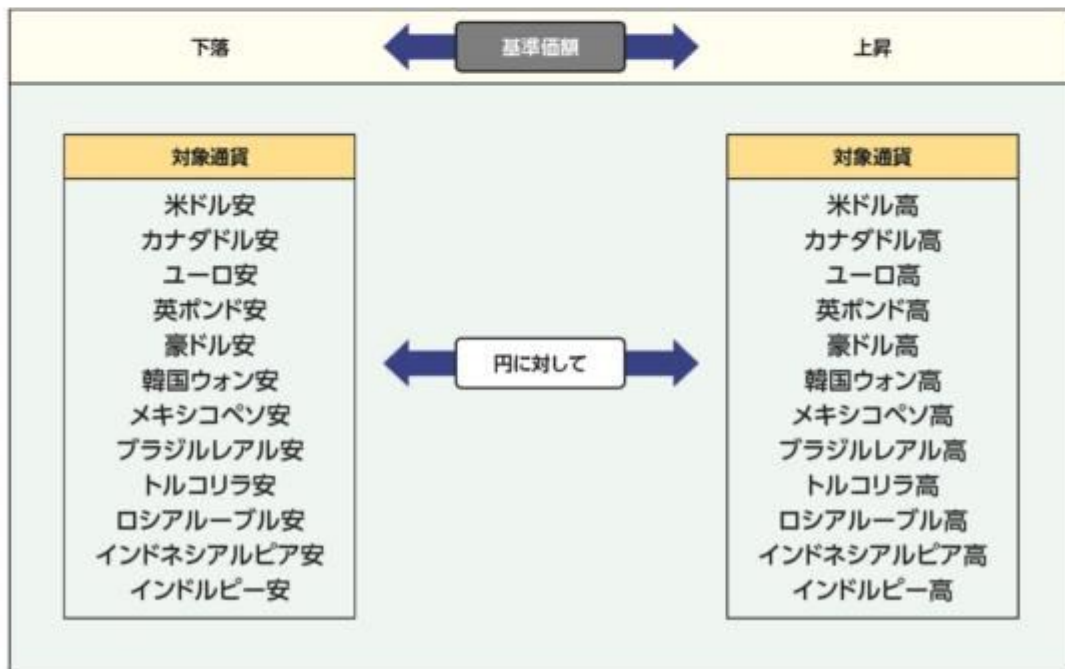 下落
基準価額
上昇
対象通貨
米ドル安
カナダドル安
ユーロ安
英ポンド安
豪ドル安
韓国ウォン安
メキシコペソ安
ブラジルレアル安
トルコリラ安
ロシアルーブル安
インドネシアルピア安
インドルピー安
円に対して
対象通貨
米ドル高
カナダドル高
ユーロ高
英ポンド高
豪ドル高
韓国ウォン高
メキシコペソ高
ブラジルレアル高
トルコリラ高
ロシアルーブル高
インドネシアルピア高
インドルピー高